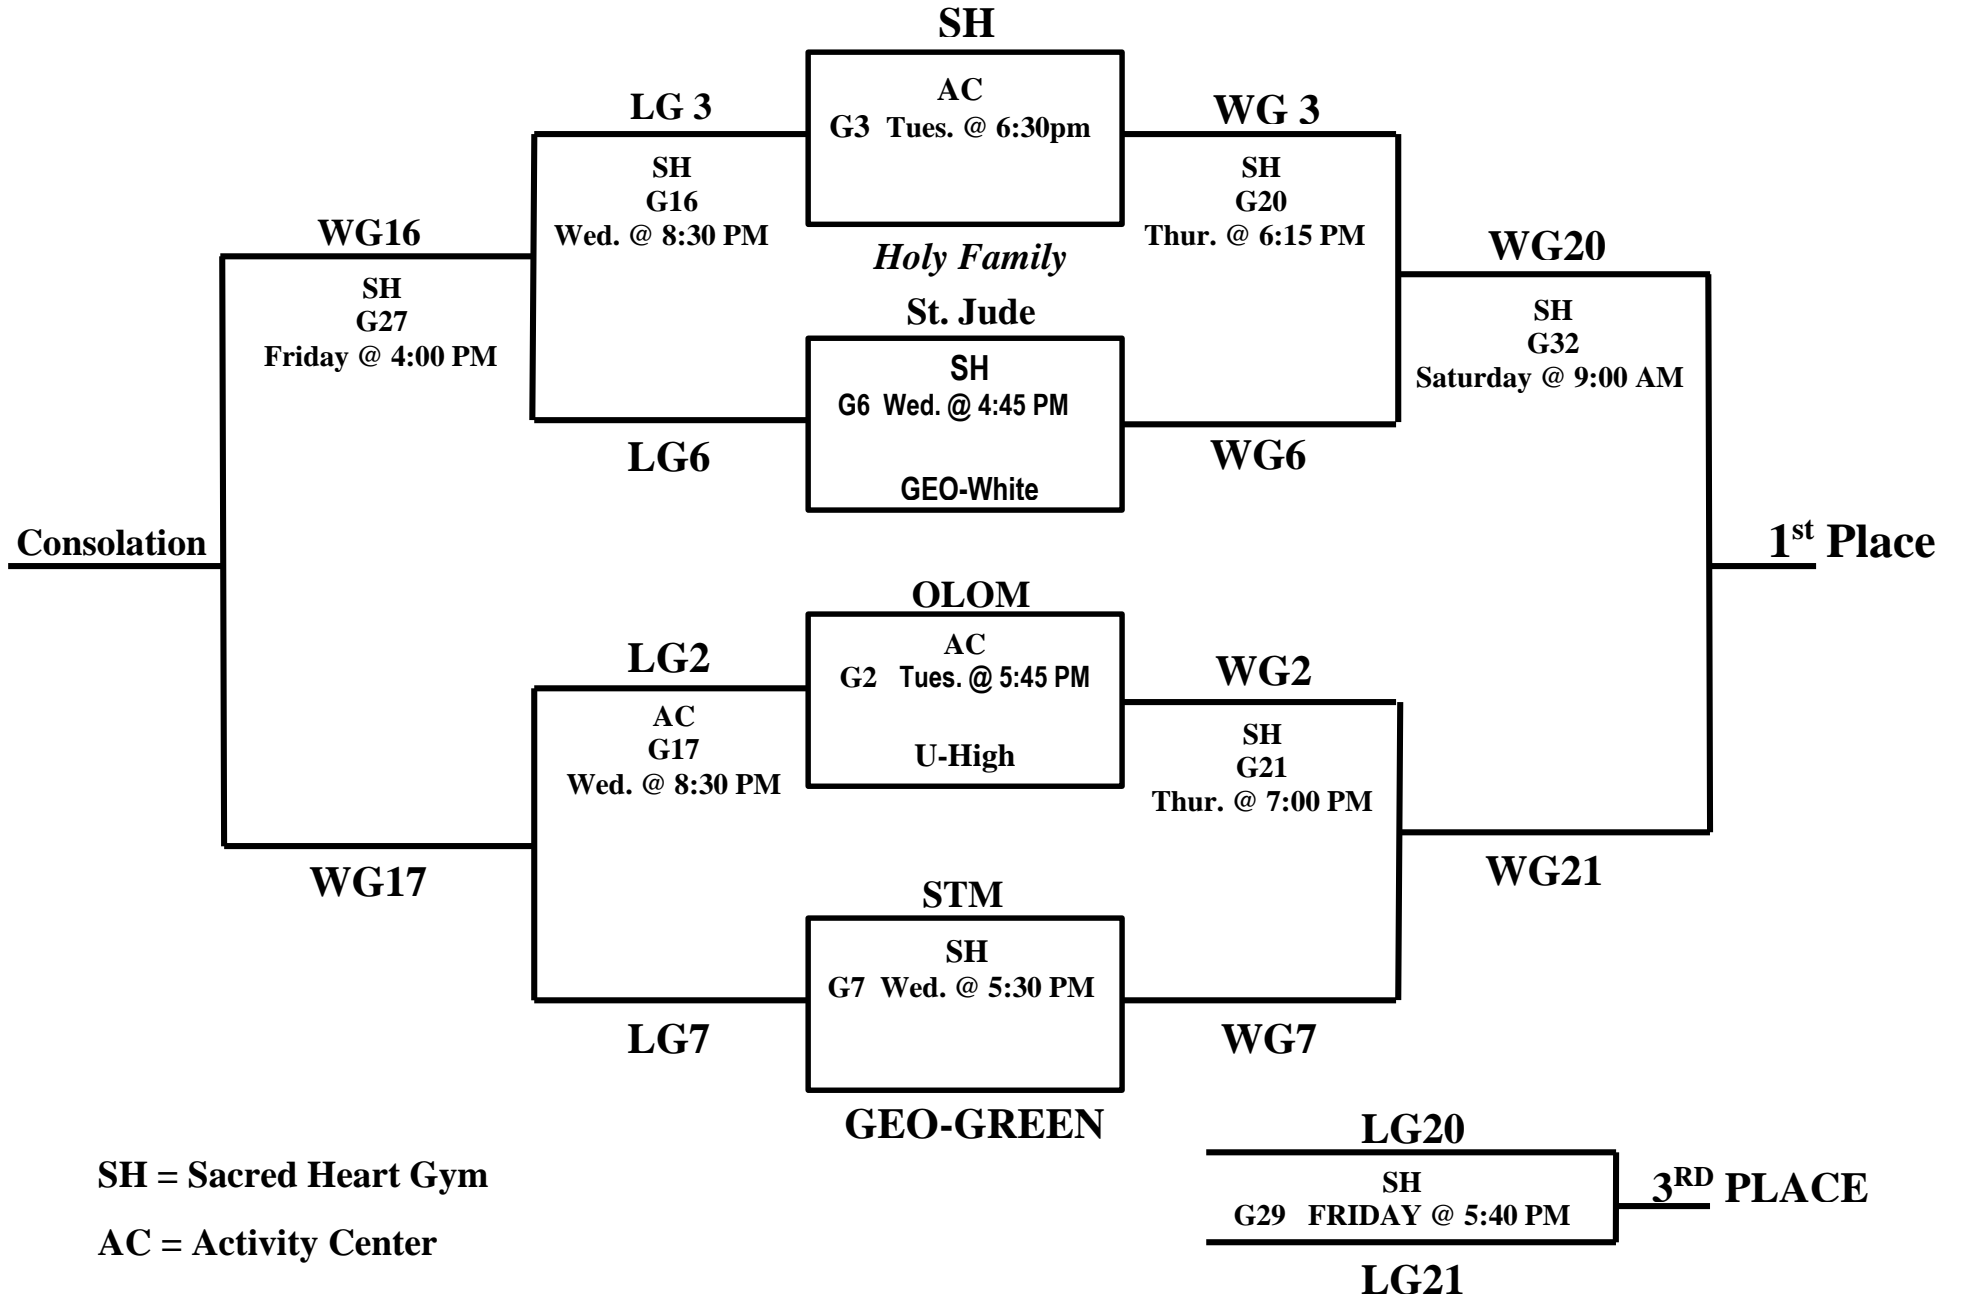 SH
AC
G3 Tues. @ 6:30pm
Holy Family
LG 3
SH
G16
Wed. @ 8:30 PM
WG 3
SH
G20
Thur. @ 6:15 PM
WG16
SH
G27
Friday @ 4:00 PM
WG20
SH
G32
Saturday @ 9:00 AM
St. Jude
SH
G6 Wed. @ 4:45 PM
GEO-White
LG6
WG6
Consolation
1st Place
OLOM
AC
G2 Tues. @ 5:45 PM
U-High
LG2
AC
G17
Wed. @ 8:30 PM
WG2
SH
G21
Thur. @ 7:00 PM
WG17
WG21
STM
SH
G7 Wed. @ 5:30 PM
GEO-GREEN
LG7
WG7
LG20
SH
G29 FRIDAY @ 5:40 PM
LG21
3RD PLACE
SH = Sacred Heart Gym
AC = Activity Center